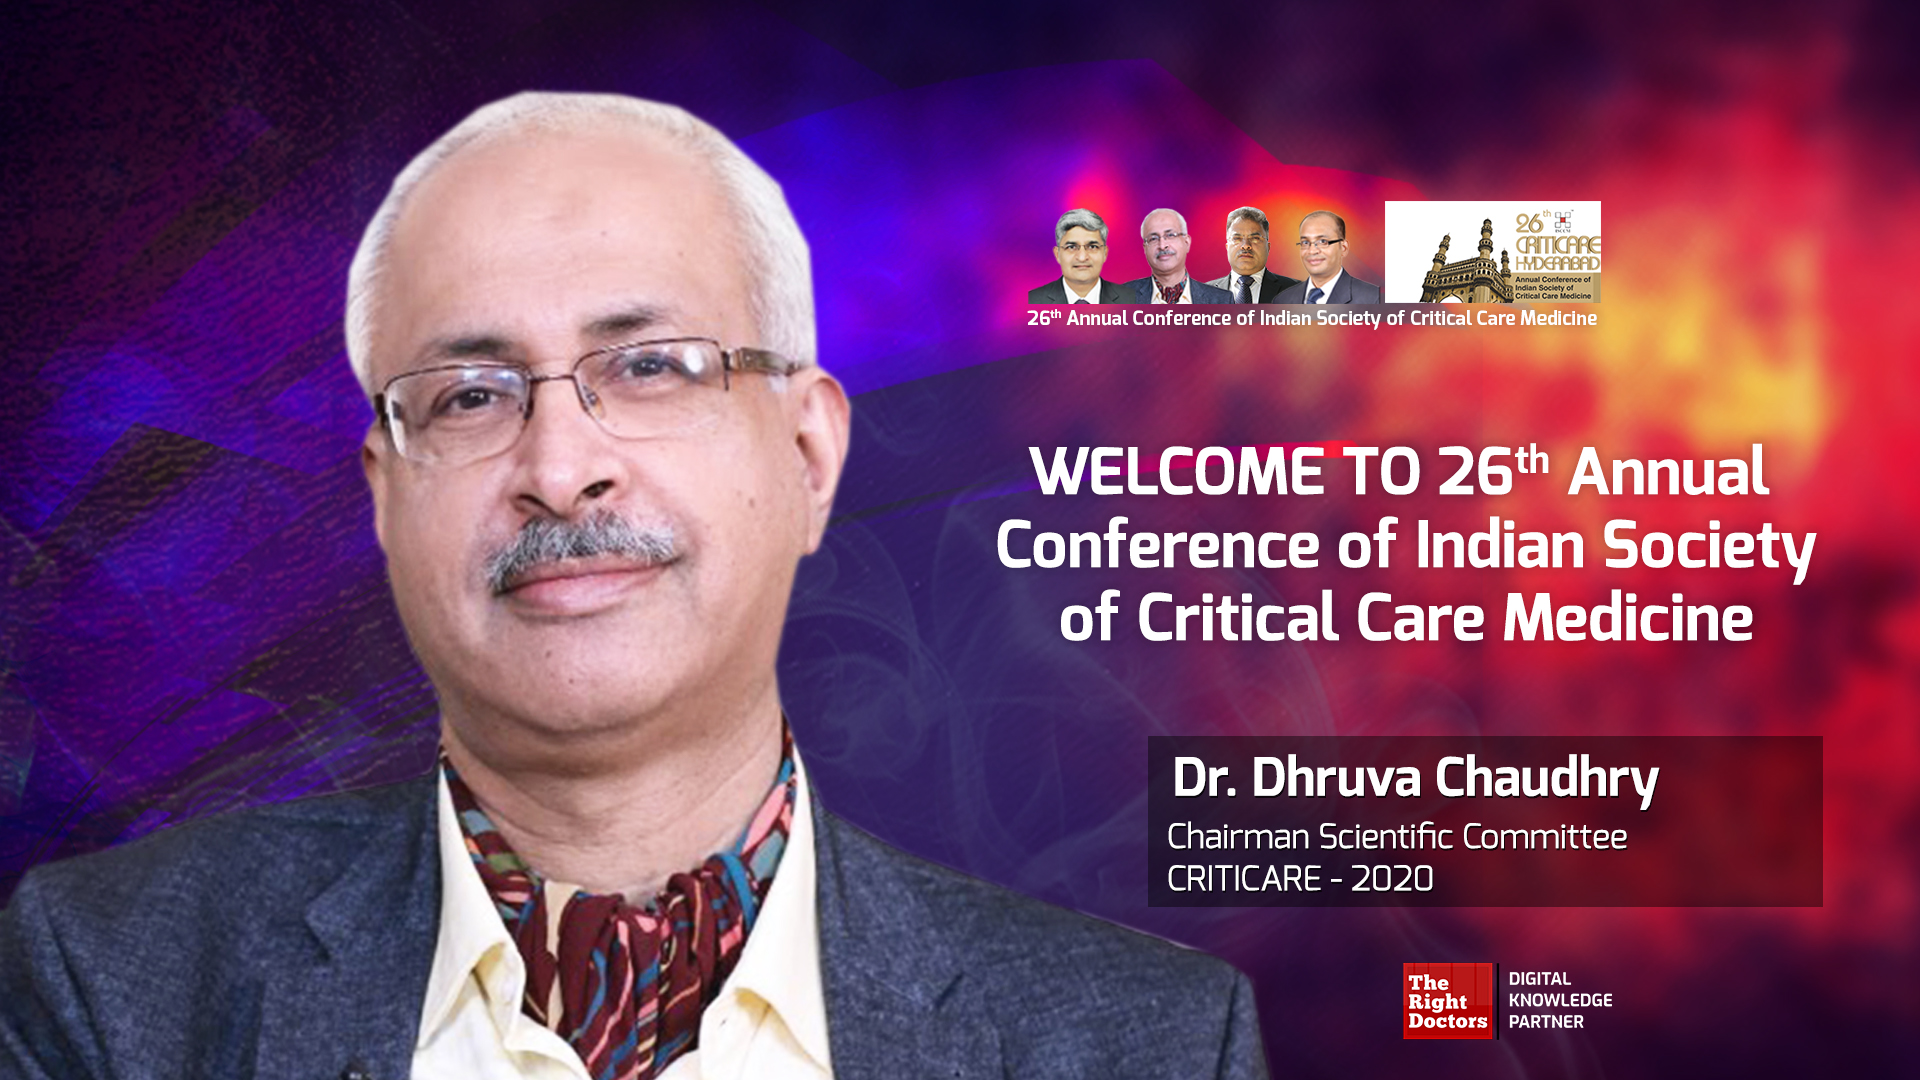 26th
ISCCM
CRITICARE
HYDERABAD
Annual Conference of
Indian Society of
Critical Care Medicine
26th Annual Conference of Indian Society of Critical Care Medicine
WELCOME TO 26th Annual
Conference of Indian Society
of Critical Care Medicine
Dr. Dhruva Chaudhry
Chairman Scientific Committee
CRITICARE - 2020
The
Right
Doctors
DIGITAL
KNOWLEDGE
PARTNER